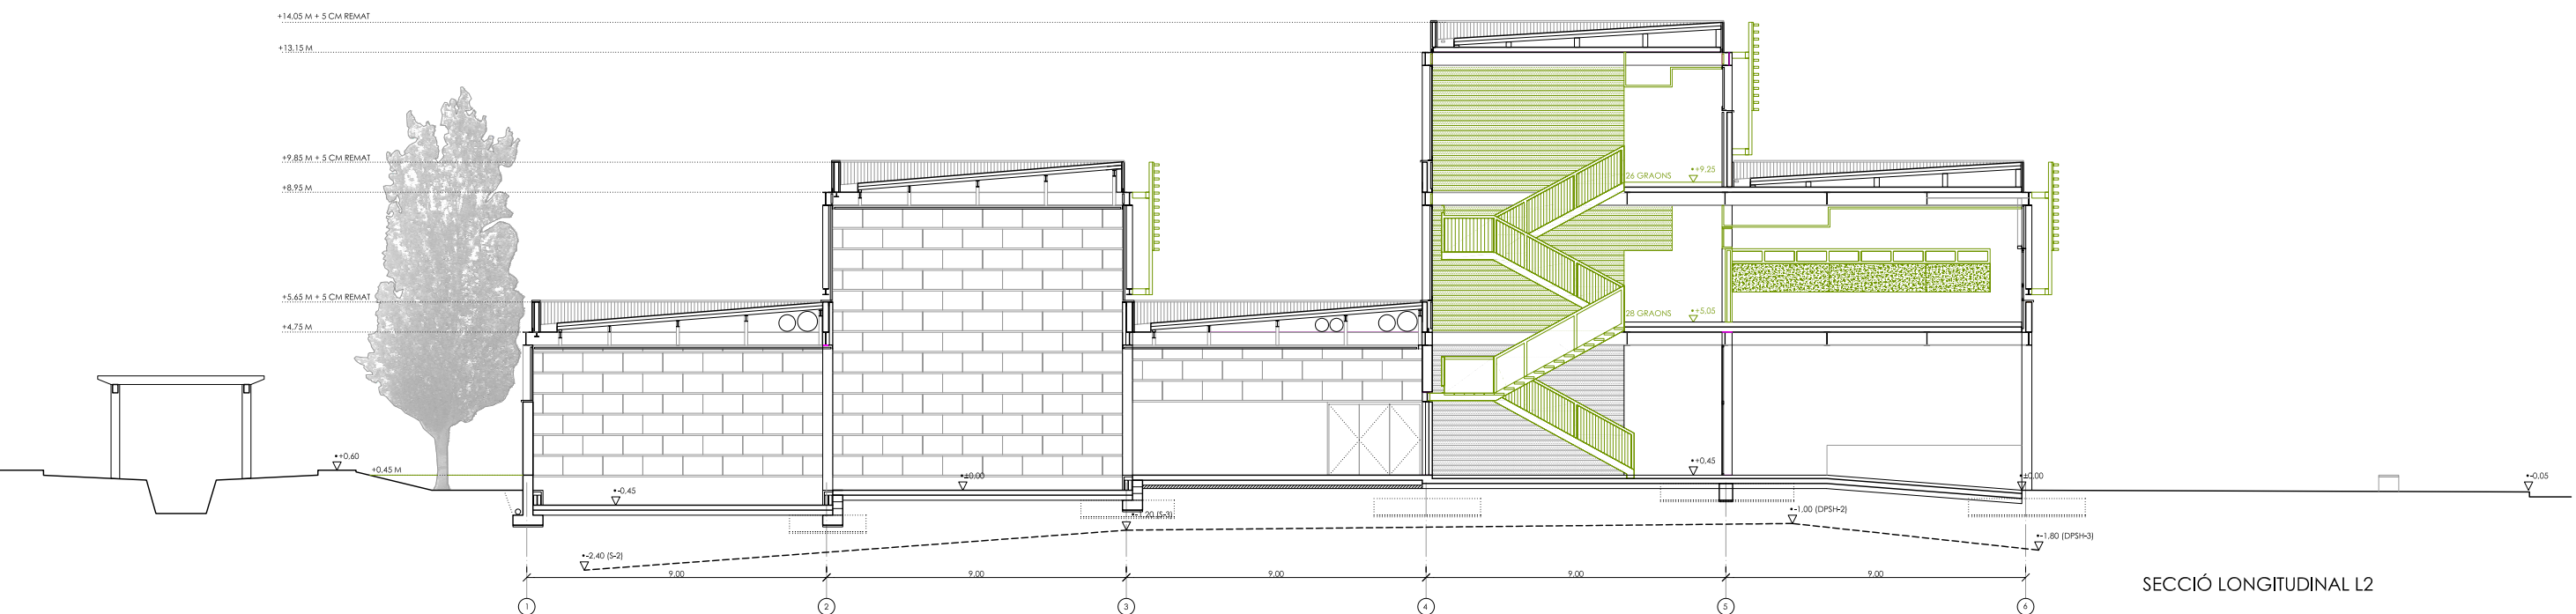 +14.05 M + 5 CM REMAT
+13.15 M
+9.85 M + 5 CM REMAT
26 GRAONS
+9.25
+8.95 M
+5.65 M + 5 CM REMAT
28 GRAONS
+5.05
+4.75 M
+0.60
+0.45 M
+0.45
-0.45
±0.00
±0.00
-0.05
-1.20 (S-3)
-1.00 (DPSH-2)
-2.40 (S-2)
-1.80 (DPSH-3)
9.00
9.00
9.00
9.00
9.00
SECCIÓ LONGITUDINAL L2
1
2
3
4
5
6